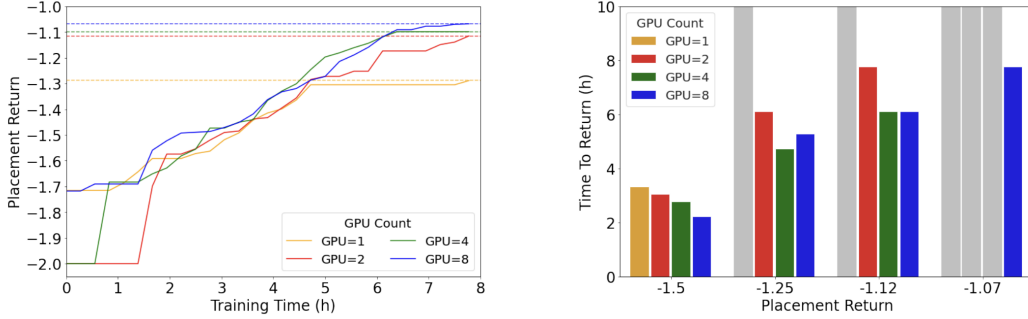 Placement Return
−1.0
−1.1
−1.2
−1.3
−1.4
−1.5
−1.6
−1.7
−1.8
−1.9
−2.0
GPU Count
GPU=1 GPU=4
GPU=2 GPU=8
0 1 2 3 4 5 6 7 8
Training Time (h)
Time To Return (h)
10
8
6
4
2
0
GPU Count
GPU=1
GPU=2
GPU=4
GPU=8
-1.5 -1.25 -1.12 -1.07
Placement Return